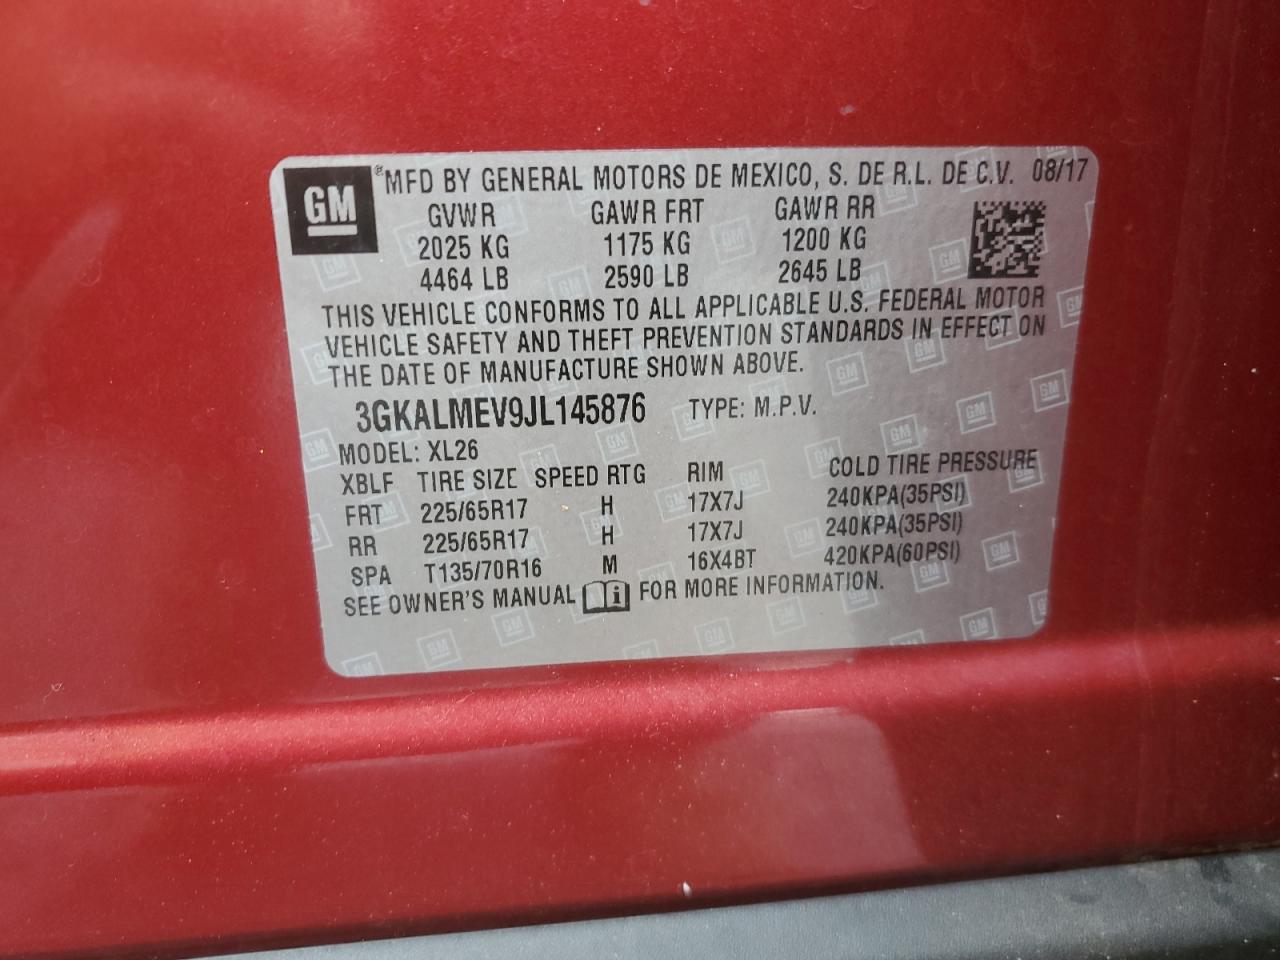 GM ® MFD BY GENERAL MOTORS DE MEXICO, S. DE R.L. DE C.V. 08/17
GVWR GAWR FRT GAWR RR
2025 KG 1175 KG 1200 KG
4464 LB 2590 LB 2645 LB
THIS VEHICLE CONFORMS TO ALL APPLICABLE U.S. FEDERAL MOTOR
VEHICLE SAFETY AND THEFT PREVENTION STANDARDS IN EFFECT ON
THE DATE OF MANUFACTURE SHOWN ABOVE.
3GKALMEV9JL145876 TYPE: M.P.V.
MODEL: XL26
XBLF TIRE SIZE SPEED RTG RIM COLD TIRE PRESSURE
FRT 225/65R17 H 17X7J 240KPA(35PSI)
RR 225/65R17 H 17X7J 240KPA(35PSI)
SPA T135/70R16 M 16X4BT 420KPA(60PSI)
SEE OWNER'S MANUAL i FOR MORE INFORMATION.